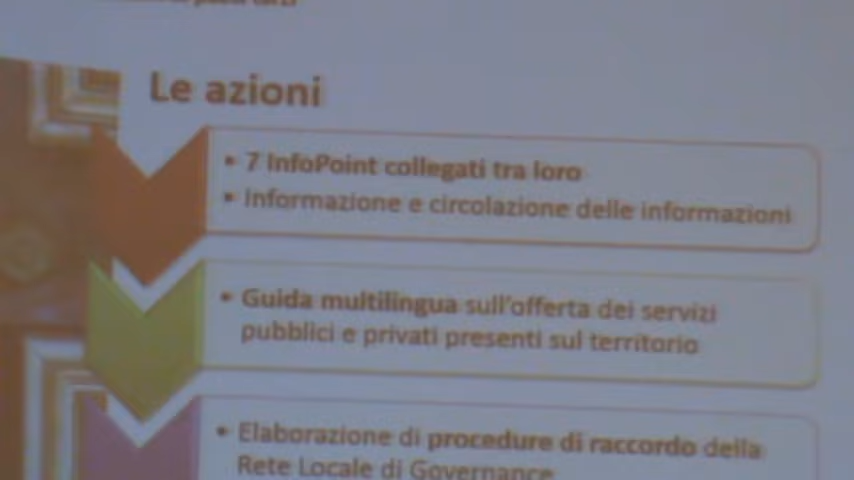 Le azioni
• 7 InfoPoint collegati tra loro
• Informazione e circolazione delle informazioni
• Guida multilingua sull'offerta dei servizi
pubblici e privati presenti sul territorio
• Elaborazione di procedure di raccordo della
Rete Locale di Governance